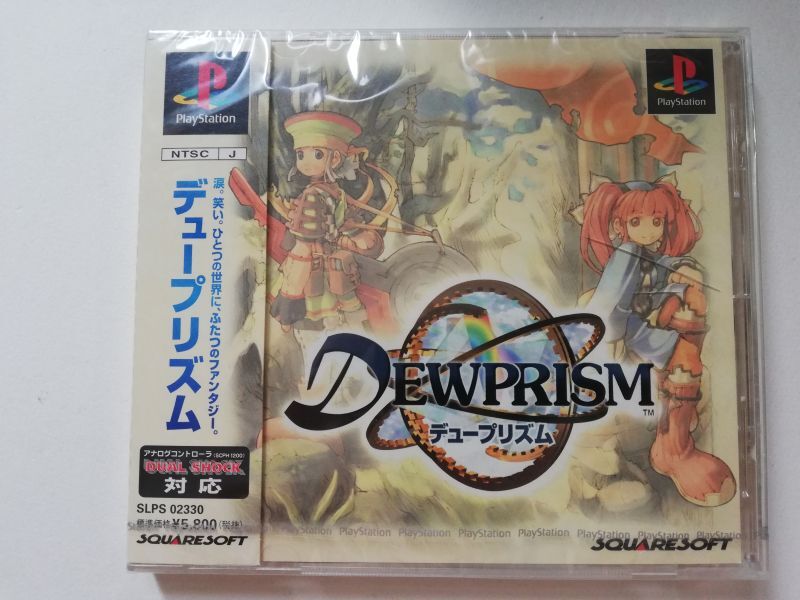 PlayStation
NTSC J
涙。笑い。ひとつの世界に、ふたつのファンタジー。
デュープリズム
アナログコントローラ(SCPH 1200)
DUAL SHOCK
対応
SLPS 02330
標準価格¥5,800(税抜)
SQUARESOFT
PlayStation
DEWPRISM™
デュープリズム
PlayStation PlayStation PlayStation PlayStation PlayStation PlayStation PlayStation
SQUARESOFT